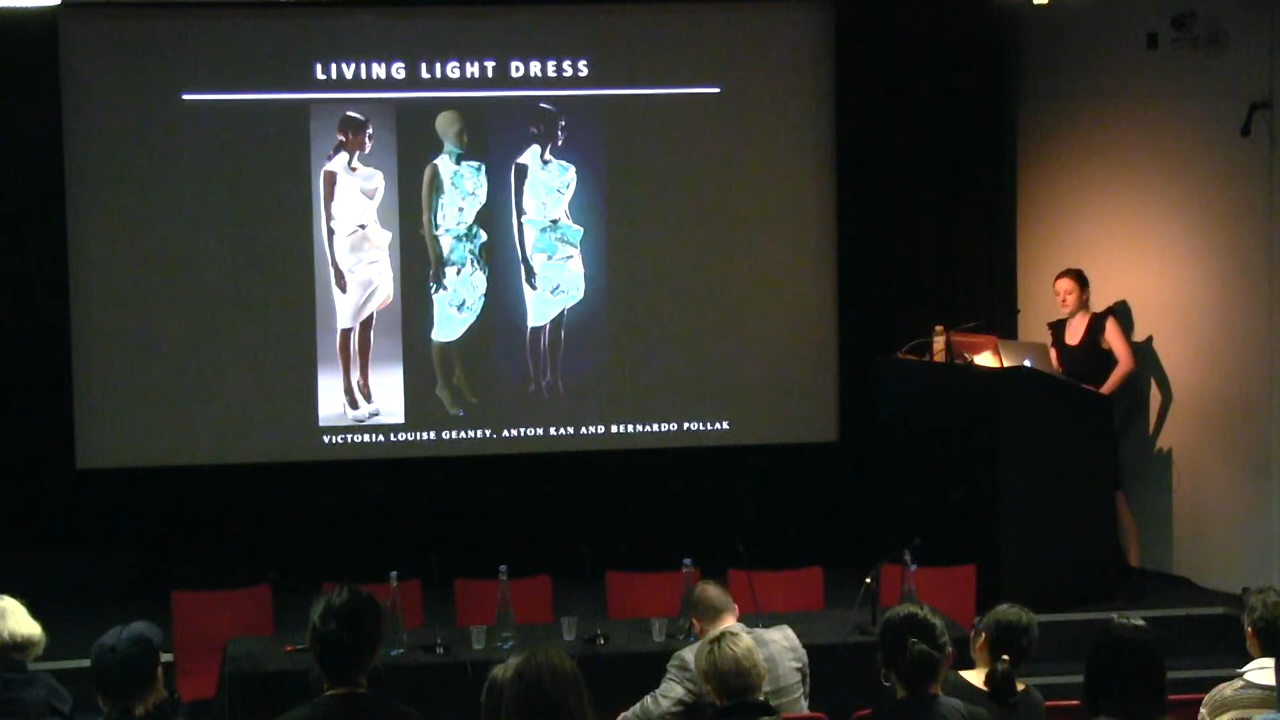 LIVING LIGHT DRESS
VICTORIA LOUISE GEANEY, ANTON KAN AND BERNARDO POLLAK